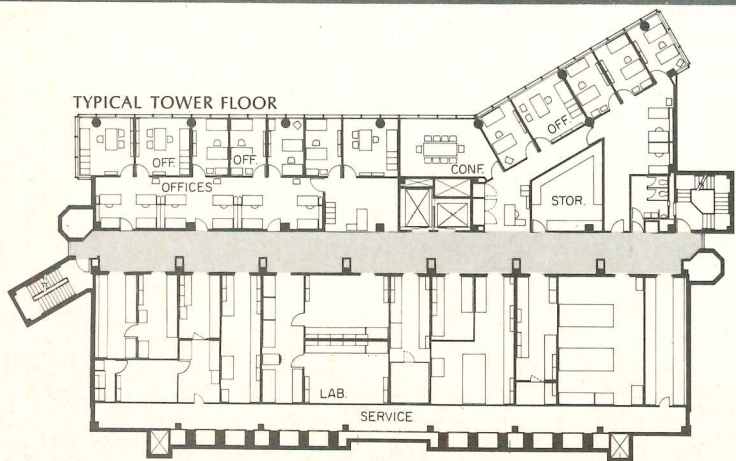 TYPICAL TOWER FLOOR
OFF.
OFF.
OFF.
CONF.
OFFICES
STOR.
LAB.
SERVICE